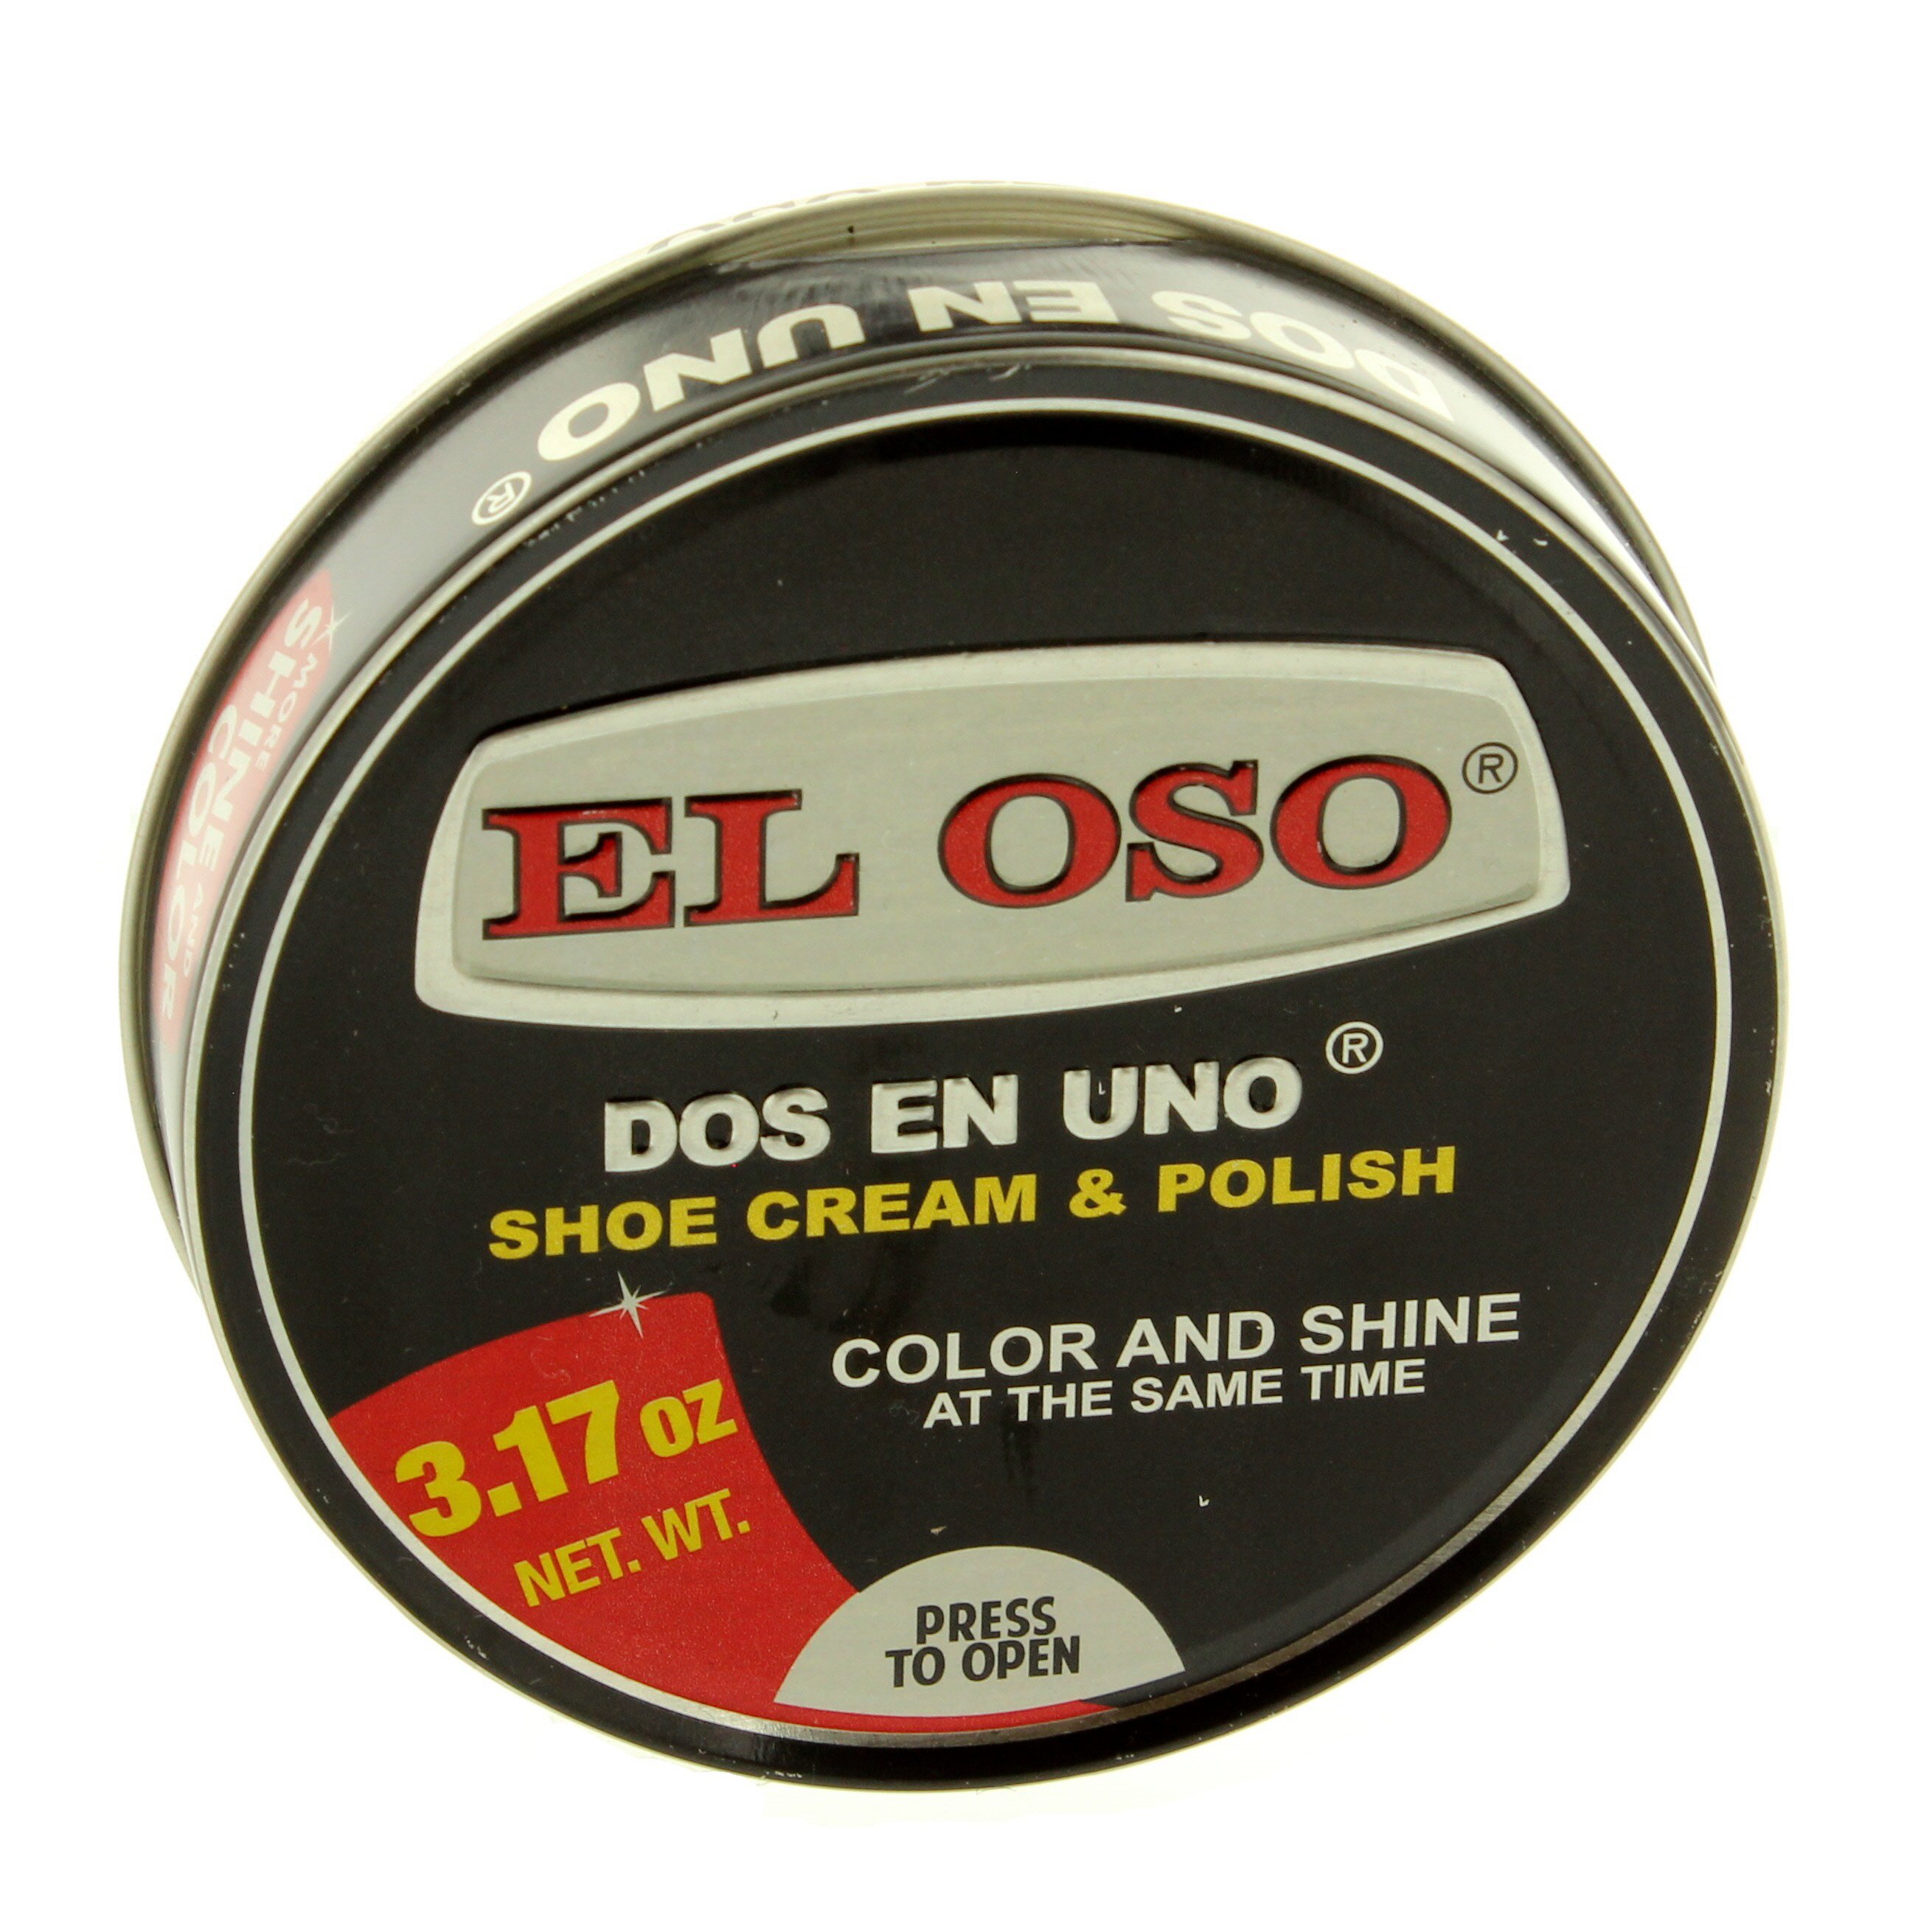 DOS EN UNO®
MORE
SHINE AND
COLOR
EL OSO®
DOS EN UNO®
SHOE CREAM & POLISH
COLOR AND SHINE
AT THE SAME TIME
3.17 OZ
NET. WT.
PRESS
TO OPEN